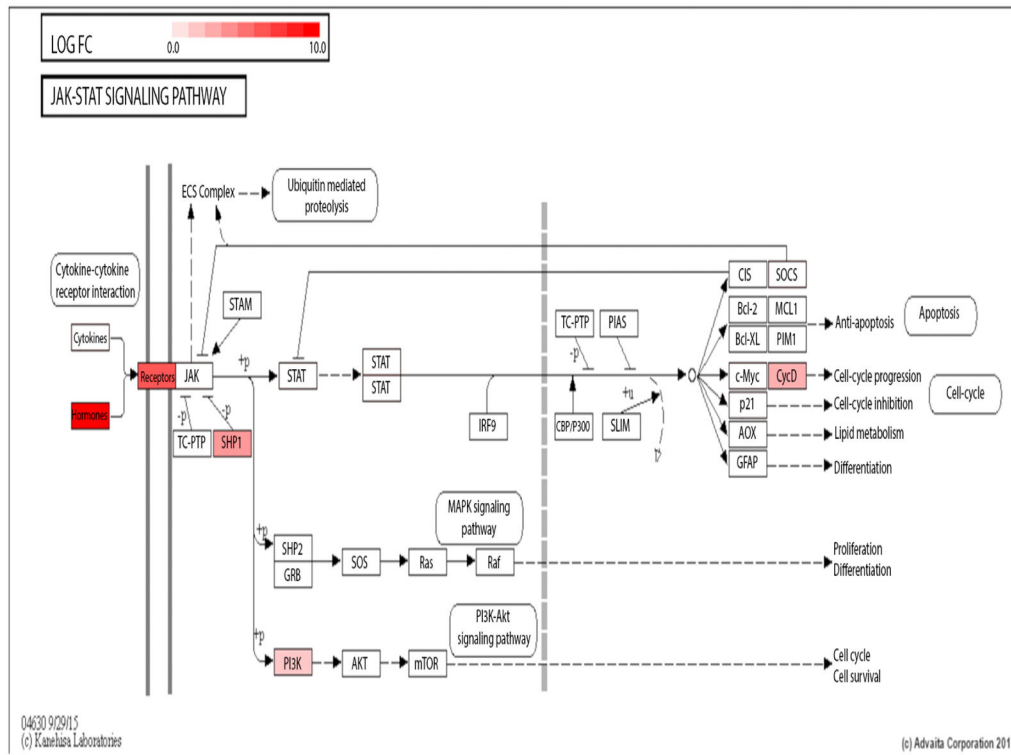 LOG FC
0.0 10.0
JAK-STAT SIGNALING PATHWAY
ECS Complex
Ubiquitin mediated
proteolysis
Cytokine-cytokine
receptor interaction
STAM
Cytokines
Receptors
JAK
+p
STAT
STAT
STAT
Hormones
-p
-p
TC-PTP
SHP1
TC-PTP
PIAS
-p
IRF9
CBP/P300
+u
SLIM
CIS
SOCS
Bcl-2
MCL1
Bcl-XL
PIM1
Anti-apoptosis
Apoptosis
c-Myc
CycD
Cell-cycle progression
p21
Cell-cycle inhibition
Cell-cycle
AOX
Lipid metabolism
GFAP
Differentiation
+p
SHP2
GRB
SOS
Ras
Raf
MAPK signaling
pathway
Proliferation
Differentiation
+p
PI3K
AKT
mTOR
PI3K-Akt
signaling pathway
Cell cycle
Cell survival
04630 9/29/15
(c) Kanehisa Laboratories
(c) Advaita Corporation 201